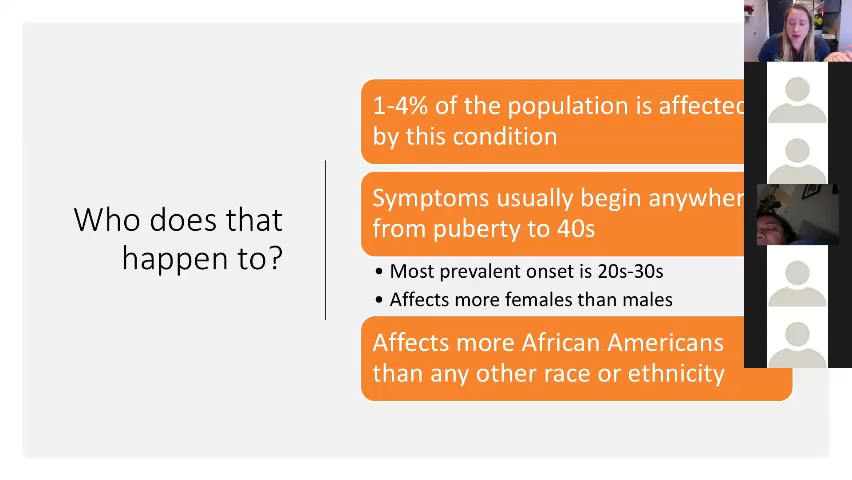 Who does that
happen to?
1-4% of the population is affected
by this condition
Symptoms usually begin anywher
from puberty to 40s
• Most prevalent onset is 20s-30s
• Affects more females than males
Affects more African Americans
than any other race or ethnicity